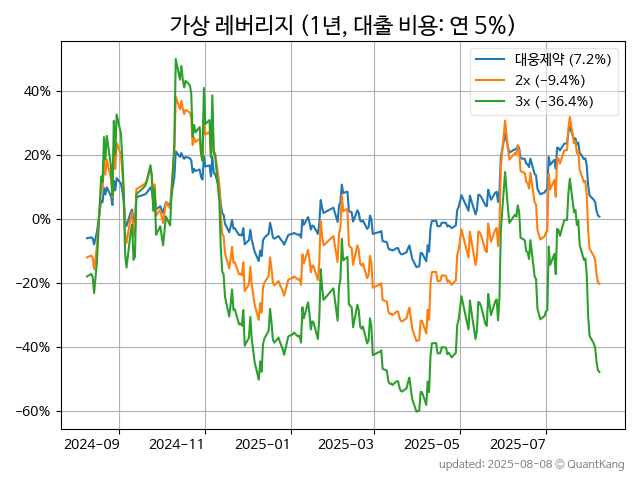 가상 레버리지 (1년, 대출 비용: 연 5%)
대웅제약 (7.2%)
2x (−9.4%)
3x (−36.4%)
40%
20%
0%
−20%
−40%
−60%
2024-09
2024-11
2025-01
2025-03
2025-05
2025-07
updated: 2025-08-08 © QuantKang